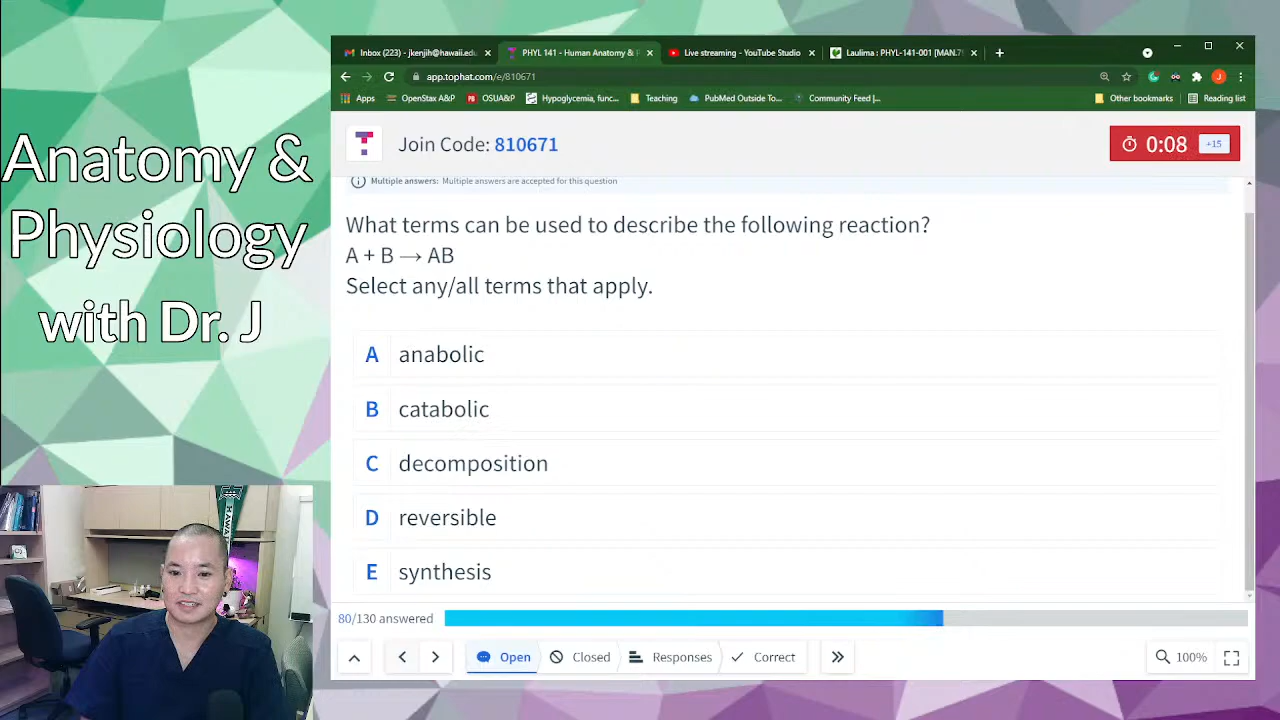 Anatomy &
Physiology
with Dr. J
Inbox (223) - jkenjih@hawaii.edu
PHYL 141 - Human Anatomy &
Live streaming - YouTube Studio
Laulima : PHYL-141-001 [MAN.7
app.tophat.com/e/810671
Apps
OpenStax A&P
OSUA&P
Hypoglycemia, func...
Teaching
PubMed Outside To...
Community Feed |...
Other bookmarks
Reading list
Join Code: 810671
0:08
+15
Multiple answers: Multiple answers are accepted for this question
What terms can be used to describe the following reaction?
A + B → AB
Select any/all terms that apply.
A anabolic
B catabolic
C decomposition
D reversible
E synthesis
80/130 answered
Open
Closed
Responses
Correct
100%
HAWAI